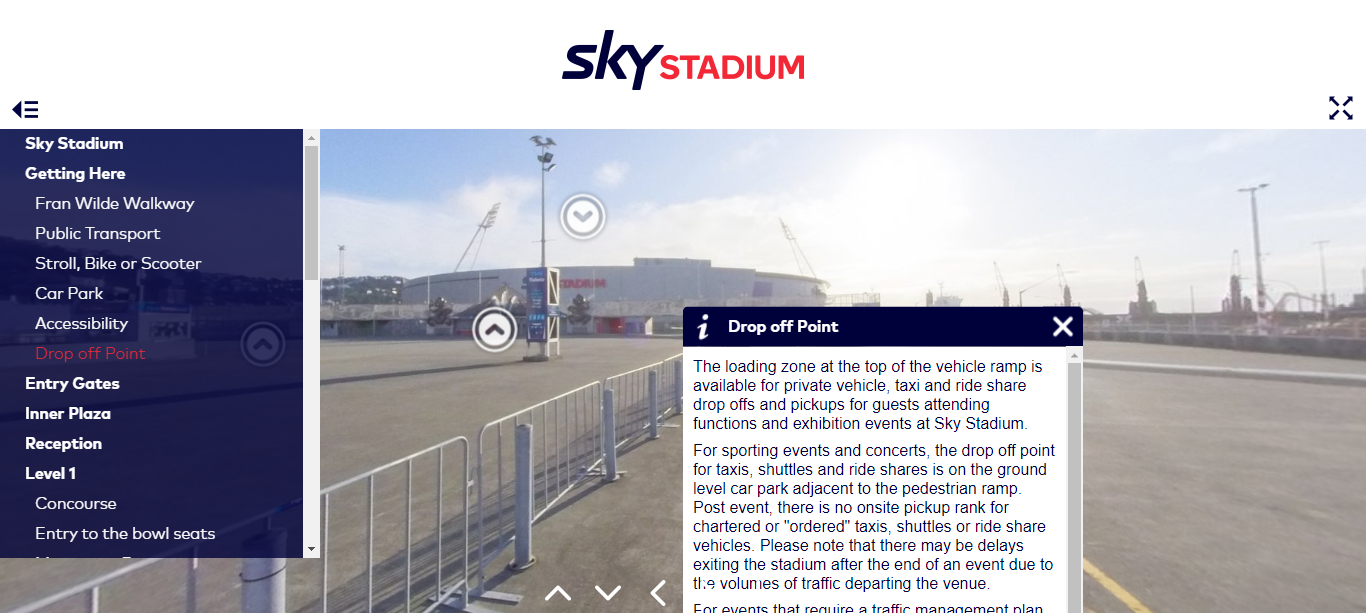 sky STADIUM
Sky Stadium
Getting Here
Fran Wilde Walkway
Public Transport
Stroll, Bike or Scooter
Car Park
Accessibility
Drop off Point
Entry Gates
Inner Plaza
Reception
Level 1
Concourse
Entry to the bowl seats
STADIUM
i Drop off Point
The loading zone at the top of the vehicle ramp is
available for private vehicle, taxi and ride share
drop offs and pickups for guests attending
functions and exhibition events at Sky Stadium.
For sporting events and concerts, the drop off point
for taxis, shuttles and ride shares is on the ground
level car park adjacent to the pedestrian ramp.
Post event, there is no onsite pickup rank for
chartered or "ordered" taxis, shuttles or ride share
vehicles. Please note that there may be delays
exiting the stadium after the end of an event due to
the volumes of traffic departing the venue.
For events that require a traffic management plan